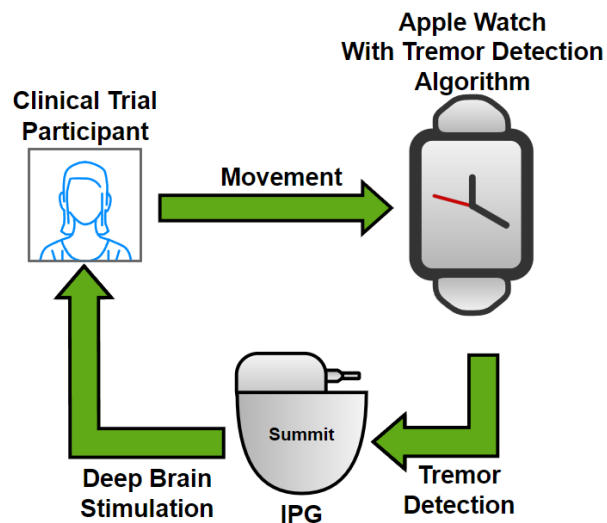 Apple Watch
With Tremor Detection
Algorithm
Clinical Trial
Participant
Movement
Summit
Deep Brain
Stimulation
IPG
Tremor
Detection